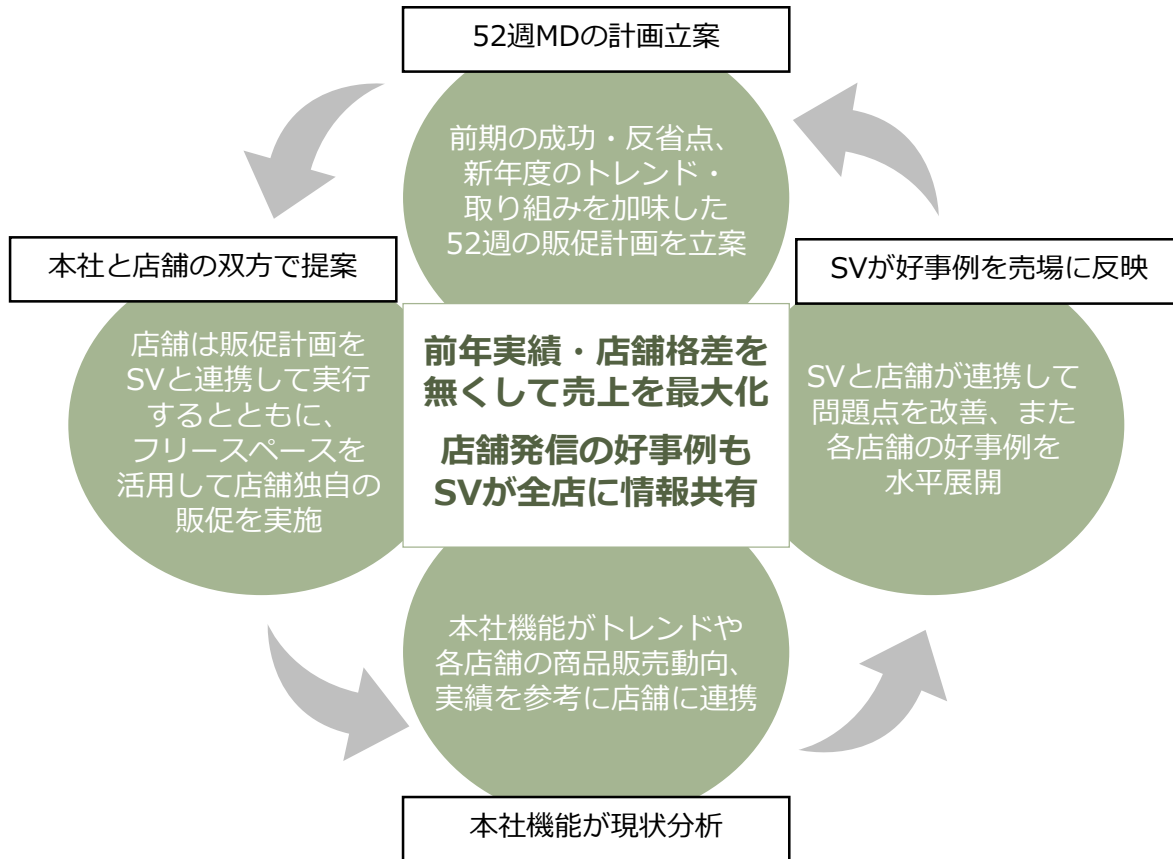 52週MDの計画立案
前期の成功・反省点、
新年度のトレンド・
取り組みを加味した
52週の販促計画を立案
本社と店舗の双方で提案
店舗は販促計画を
SVと連携して実行
するとともに、
フリースペースを
活用して店舗独自の
販促を実施
前年実績・店舗格差を
無くして売上を最大化
店舗発信の好事例も
SVが全店に情報共有
SVが好事例を売場に反映
SVと店舗が連携して
問題点を改善、また
各店舗の好事例を
水平展開
本社機能がトレンドや
各店舗の商品販売動向、
実績を参考に店舗に連携
本社機能が現状分析